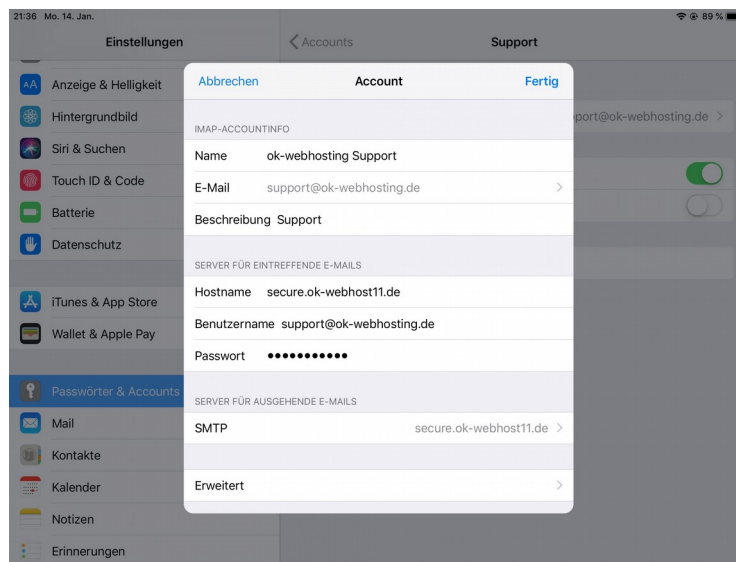 21:36 Mo. 14. Jan.
89 %
Einstellungen
Accounts
Support
Anzeige & Helligkeit
Hintergrundbild
Siri & Suchen
Touch ID & Code
Batterie
Datenschutz
iTunes & App Store
Wallet & Apple Pay
Passwörter & Accounts
Mail
Kontakte
Kalender
Notizen
Erinnerungen
port@ok-webhosting.de
Abbrechen
Account
Fertig
IMAP-ACCOUNTINFO
Name ok-webhosting Support
E-Mail support@ok-webhosting.de
Beschreibung Support
SERVER FÜR EINTREFFENDE E-MAILS
Hostname secure.ok-webhost11.de
Benutzername support@ok-webhosting.de
Passwort ●●●●●●●●●●●
SERVER FÜR AUSGEHENDE E-MAILS
SMTP secure.ok-webhost11.de
Erweitert